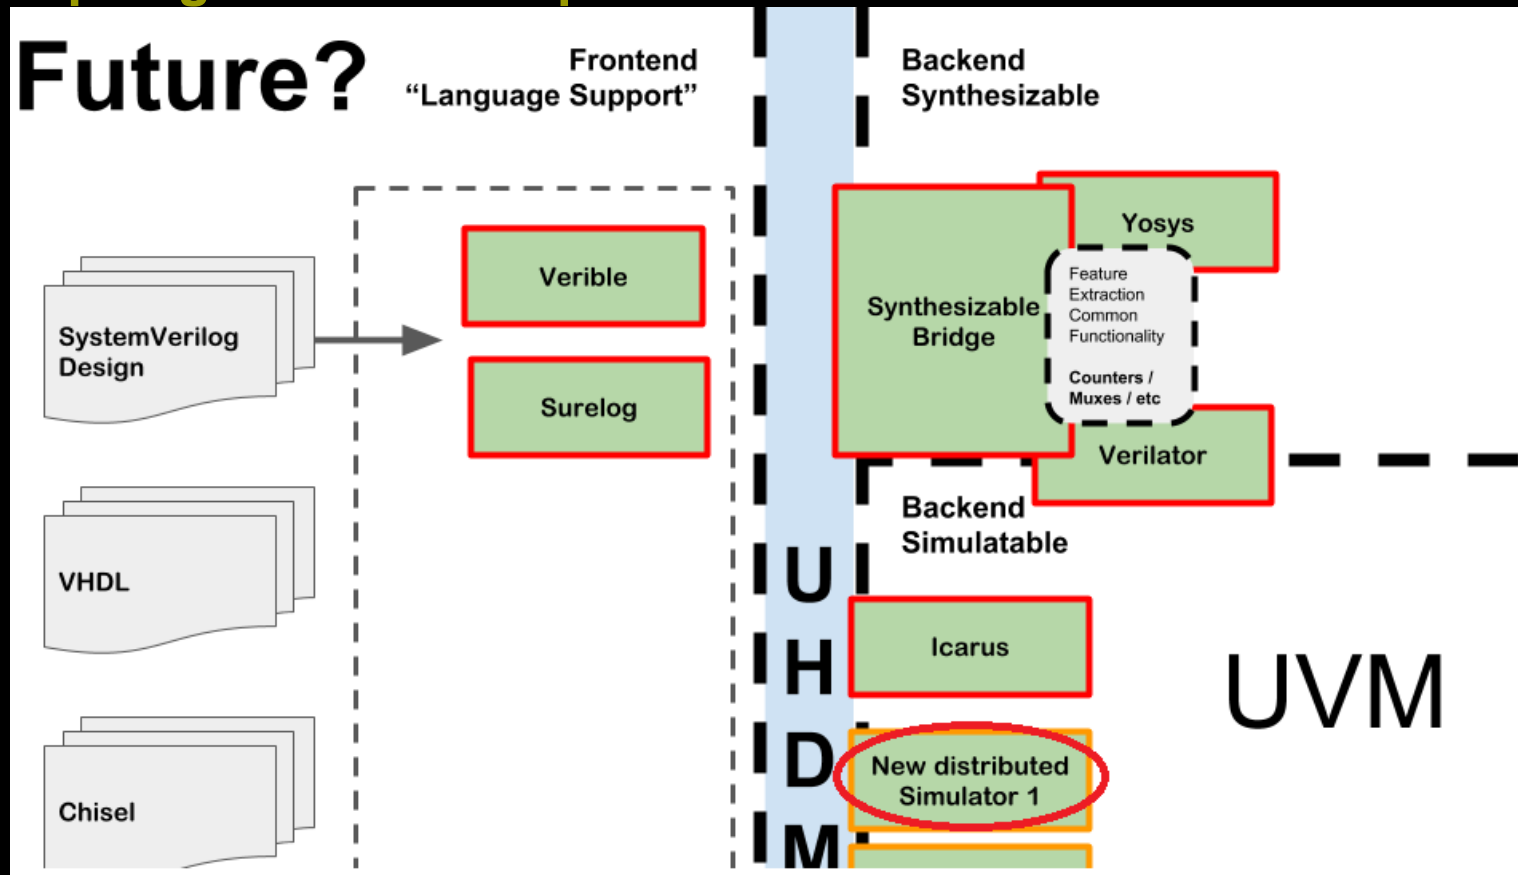 Future?
Frontend
“Language Support”
Backend
Synthesizable
Verible
Surelog
SystemVerilog
Design
VHDL
Chisel
Synthesizable
Bridge
Yosys
Feature
Extraction
Common
Functionality
Counters /
Muxes / etc
Verilator
Backend
Simulatable
U
H
D
M
Icarus
New distributed
Simulator 1
UVM